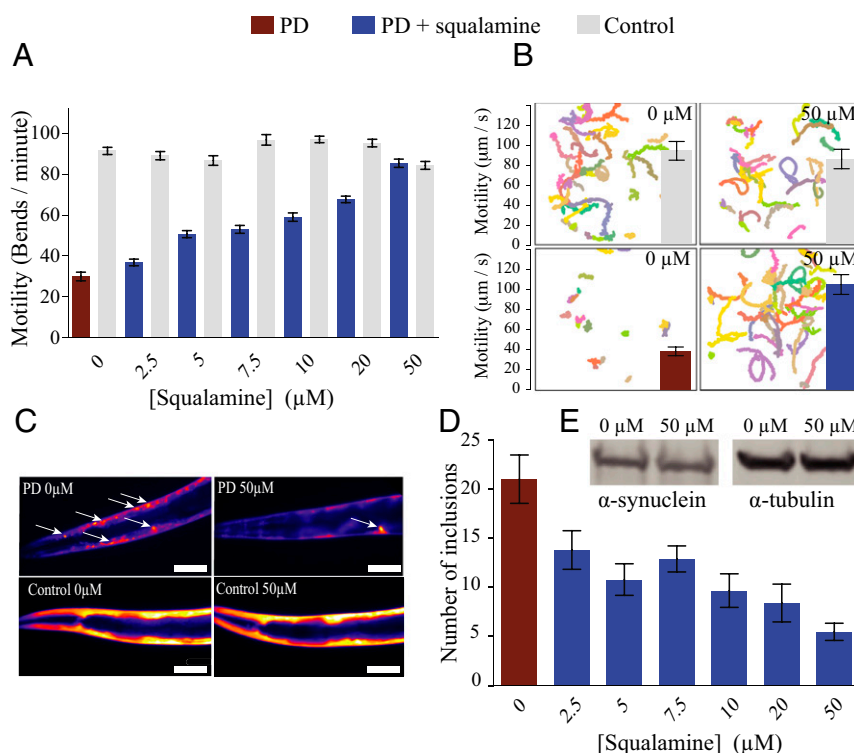 PD PD + squalamine Control
A
Motility (Bends / minute)
100
80
60
40
20
0
0 2.5 5 7.5 10 20 50
[Squalamine] (µM)
B
Motility (µm / s)
120
100
80
60
40
20
0
0 µM
50 µM
Motility (µm / s)
120
100
80
60
40
20
0
0 µM
50 µM
C
PD 0µM
PD 50µM
Control 0µM
Control 50µM
D
Number of inclusions
25
20
15
10
5
0
0 2.5 5 7.5 10 20 50
[Squalamine] (µM)
E
0 µM 50 µM
α-synuclein
0 µM 50 µM
α-tubulin